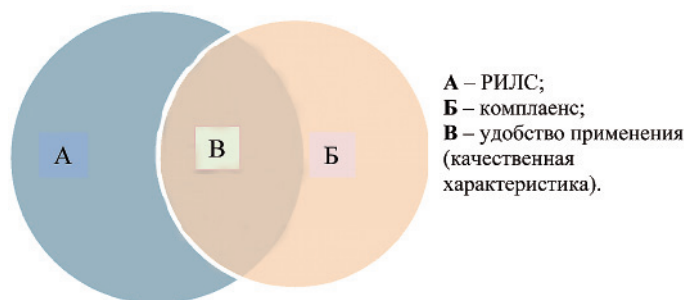 А
В
Б
А – РИЛС;
Б – комплаенс;
В – удобство применения
(качественная
характеристика).